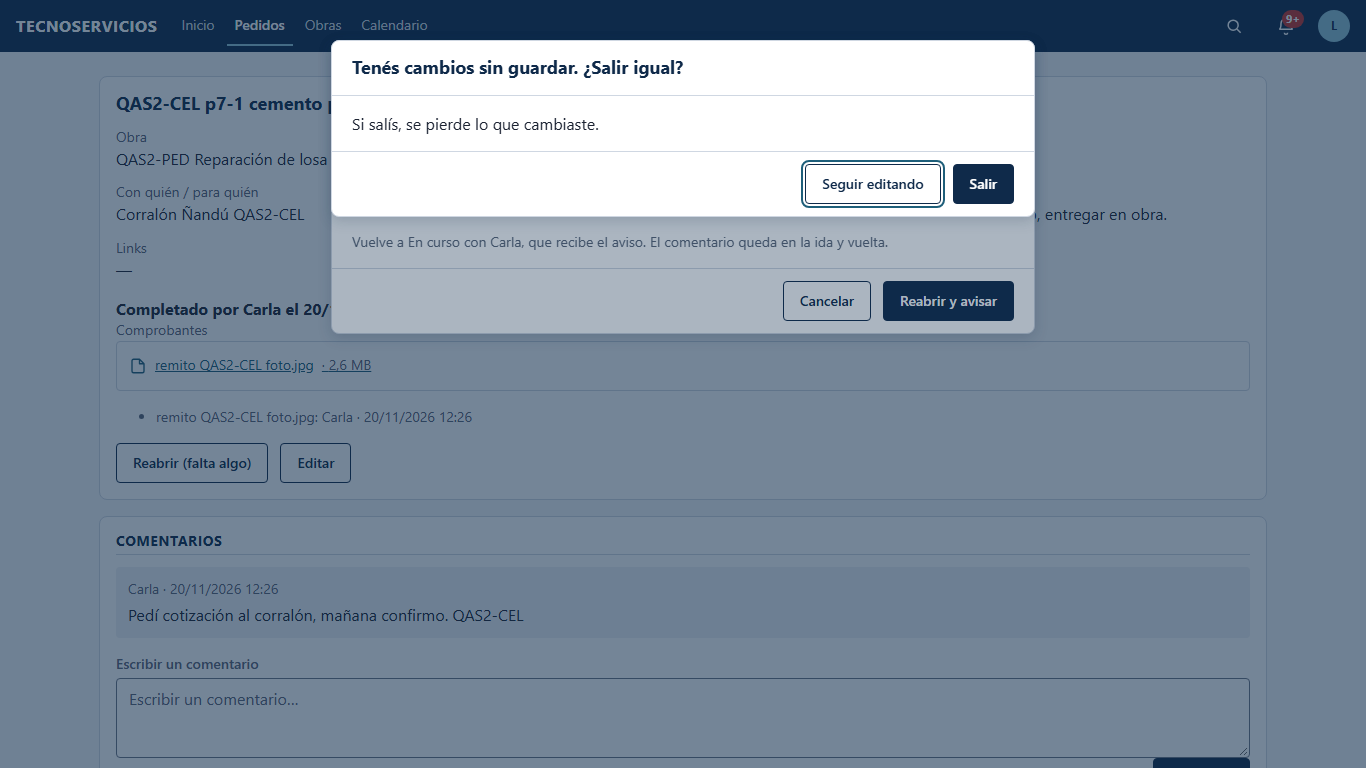 TECNOSERVICIOS Inicio Pedidos Obras Calendario 9+ L
Tenés cambios sin guardar. ¿Salir igual?
Si salís, se pierde lo que cambiaste.
Seguir editando Salir
QAS2-CEL p7-1 cemento
Obra
QAS2-PED Reparación de losa
Con quién / para quién
Corralón Ñandú QAS2-CEL , entregar en obra.
Links
—
Vuelve a En curso con Carla, que recibe el aviso. El comentario queda en la ida y vuelta.
Cancelar Reabrir y avisar
Completado por Carla el 20/
Comprobantes
remito QAS2-CEL foto.jpg · 2,6 MB
• remito QAS2-CEL foto.jpg: Carla · 20/11/2026 12:26
Reabrir (falta algo) Editar
COMENTARIOS
Carla · 20/11/2026 12:26
Pedí cotización al corralón, mañana confirmo. QAS2-CEL
Escribir un comentario
Escribir un comentario...